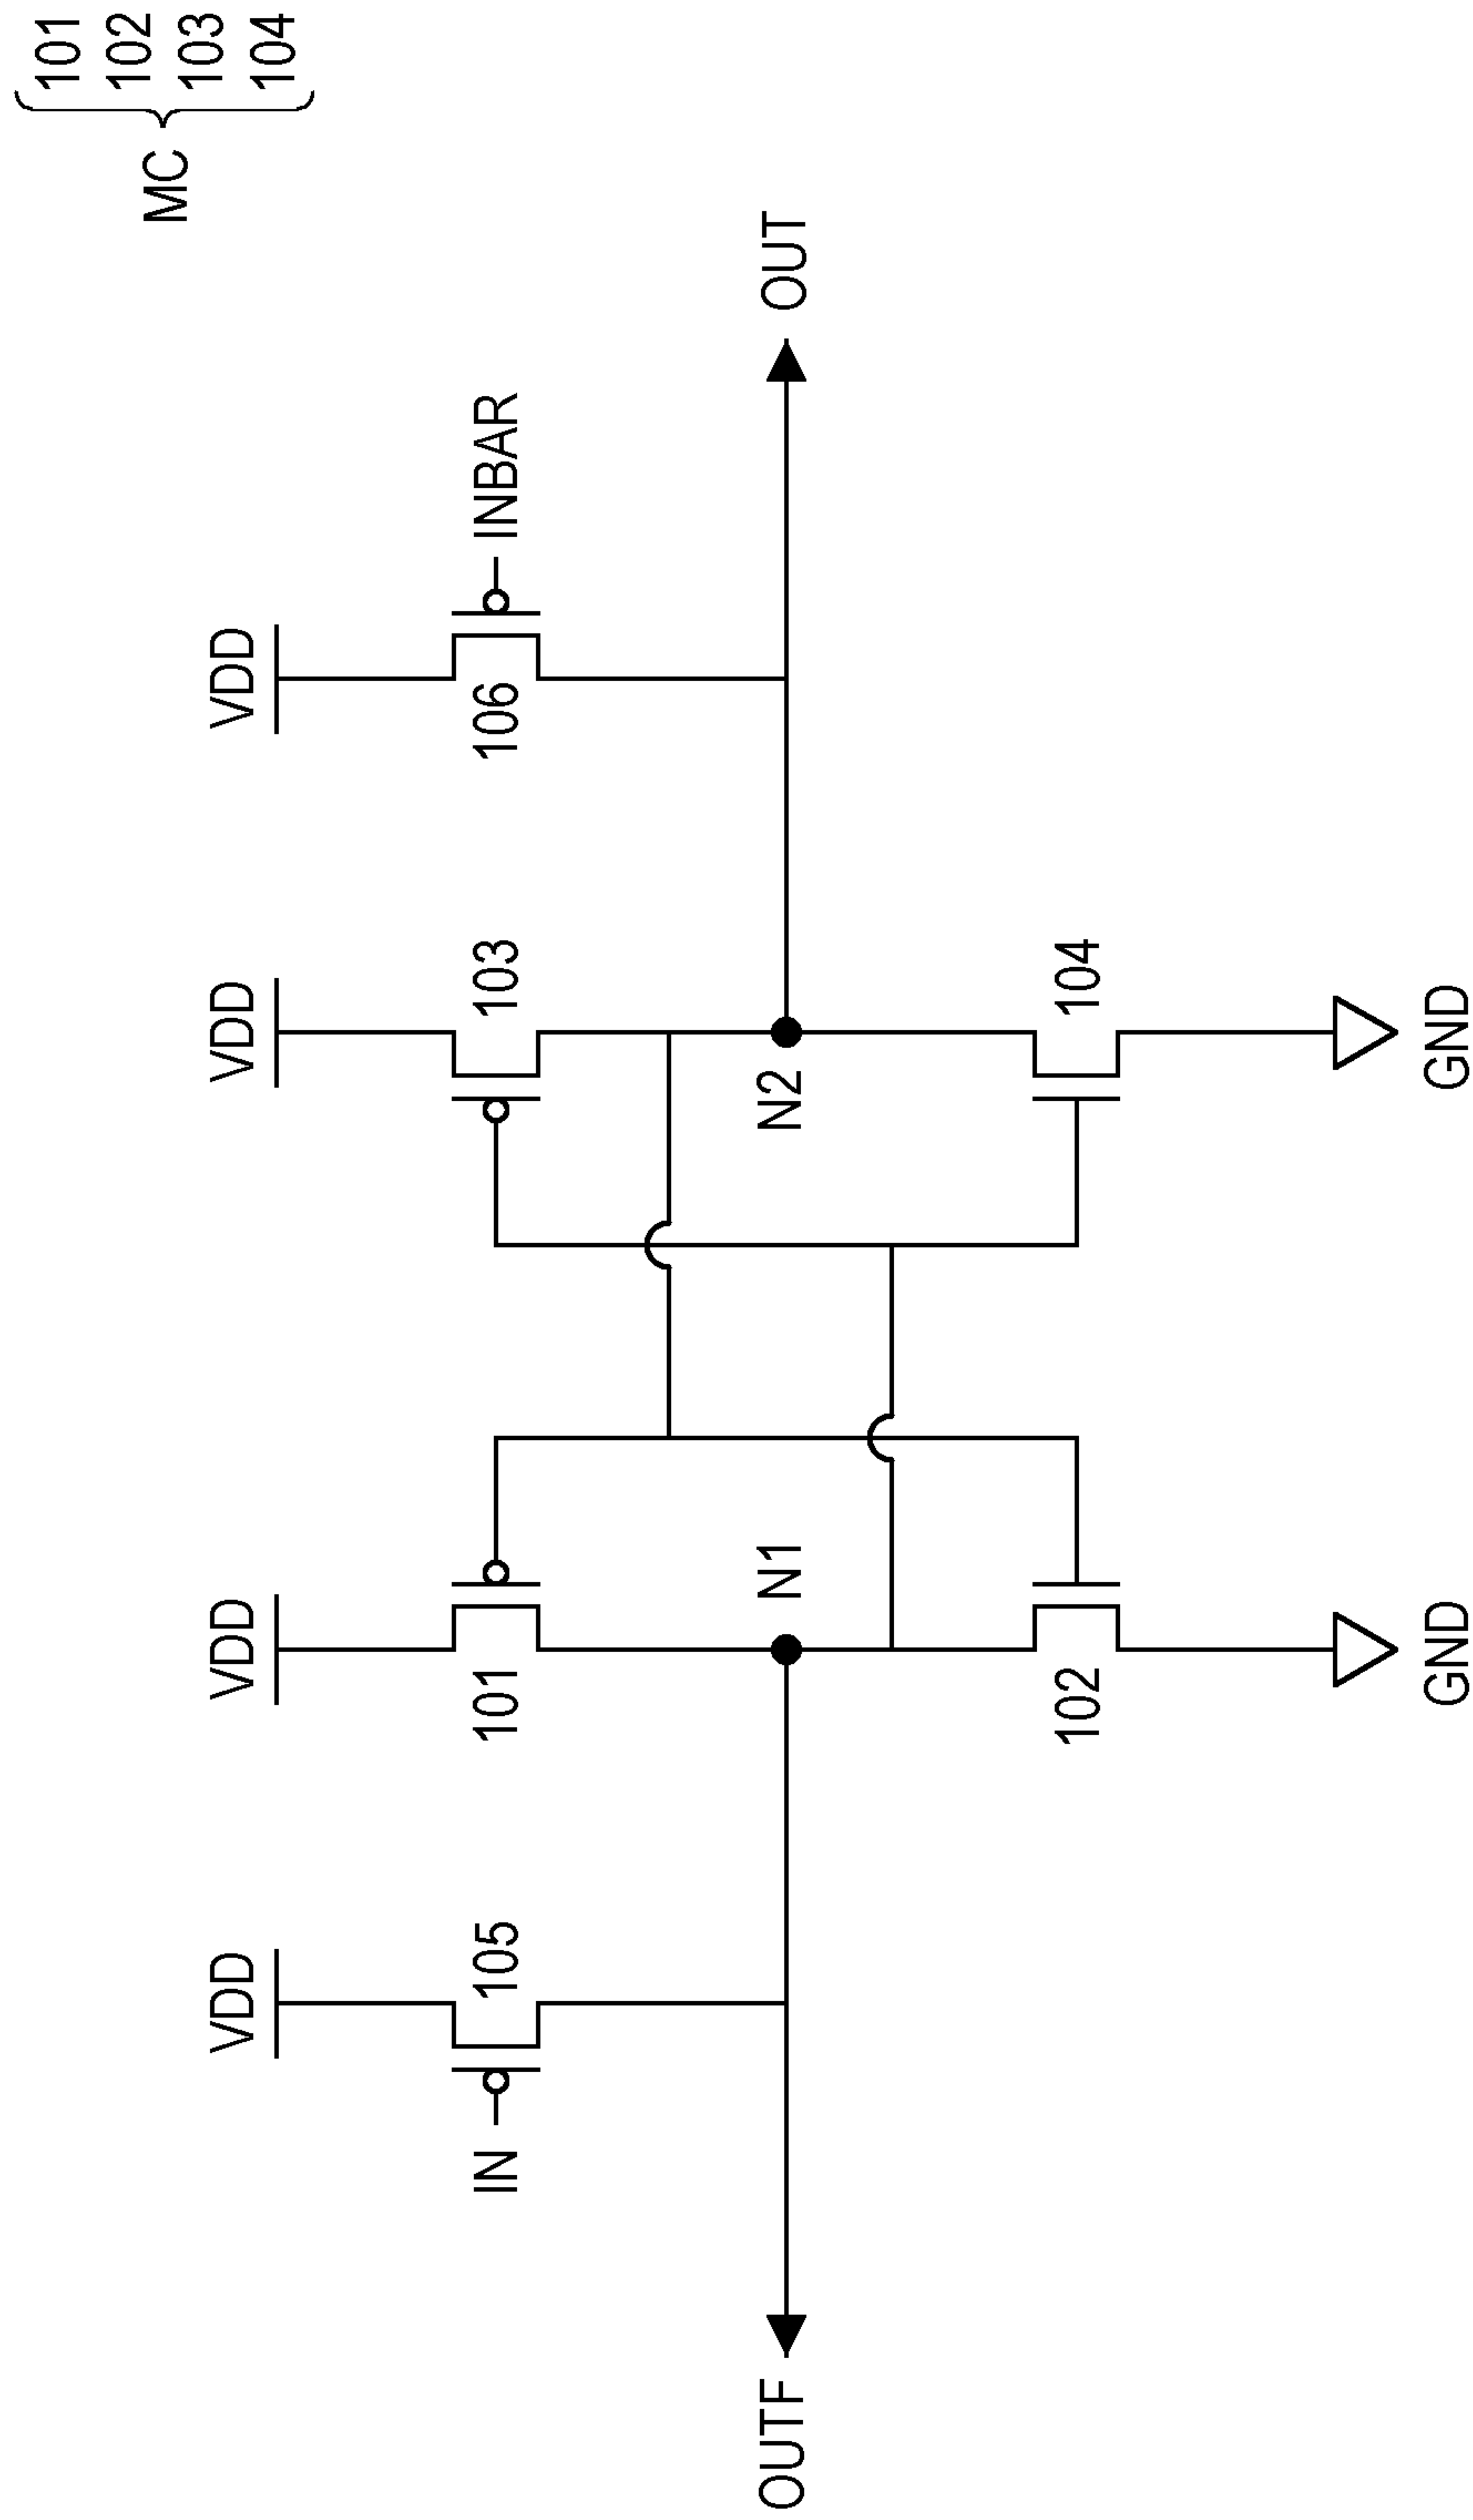 MC
101
102
103
104
VDD
VDD
VDD
VDD
IN
105
101
103
106
INBAR
OUTF
N1
N2
OUT
102
104
GND
GND